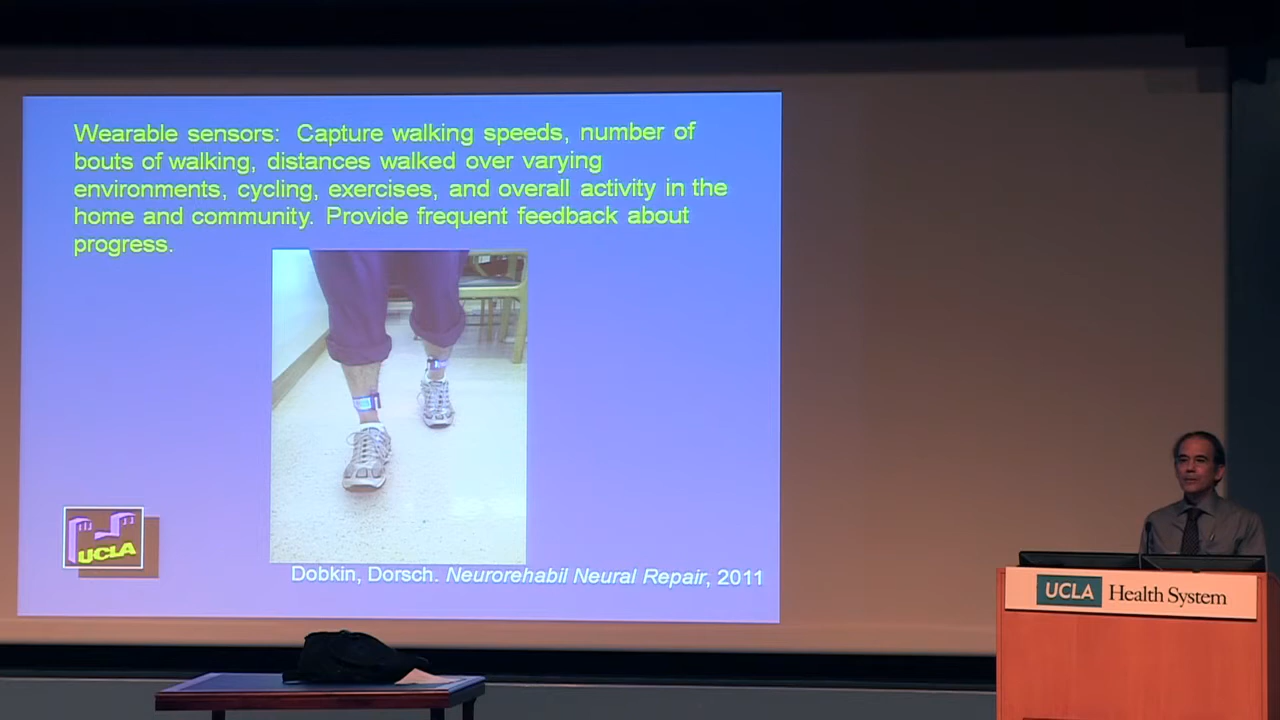 Wearable sensors: Capture walking speeds, number of
bouts of walking, distances walked over varying
environments, cycling, exercises, and overall activity in the
home and community. Provide frequent feedback about
progress.
UCLA
Dobkin, Dorsch. Neurorehabil Neural Repair, 2011
UCLA Health System